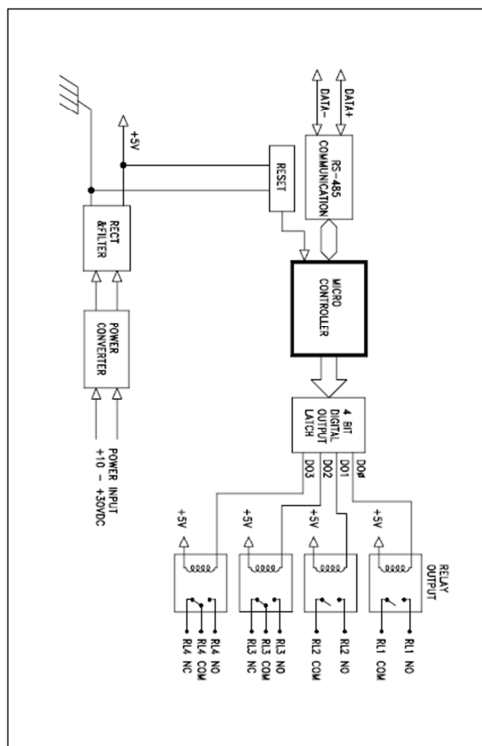 DATA+
DATA-
RS-485
COMMUNICATION
RESET
MICRO
CONTROLLER
4 BIT
DIGITAL
OUTPUT
LATCH
DOØ
DO1
DO2
DO3
RELAY
OUTPUT
+5V
RL1 NO
RL1 COM
+5V
RL2 NO
RL2 COM
+5V
RL3 NO
RL3 COM
RL3 NC
+5V
RL4 NO
RL4 COM
RL4 NC
+5V
RECT
&FILTER
POWER
CONVERTER
POWER INPUT
+10 - +30VDC